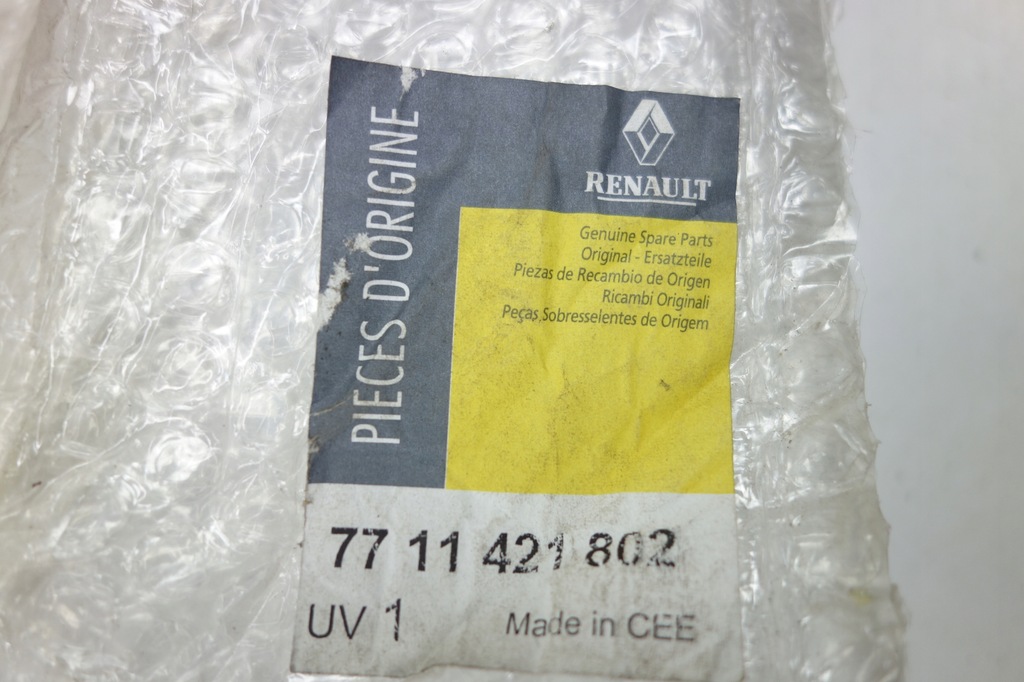 PIECES D'ORIGINE
RENAULT
Genuine Spare Parts
Original - Ersatzteile
Piezas de Recambio de Origen
Ricambi Originali
Peças Sobresselentes de Origem
77 11 421 802
UV 1
Made in CEE